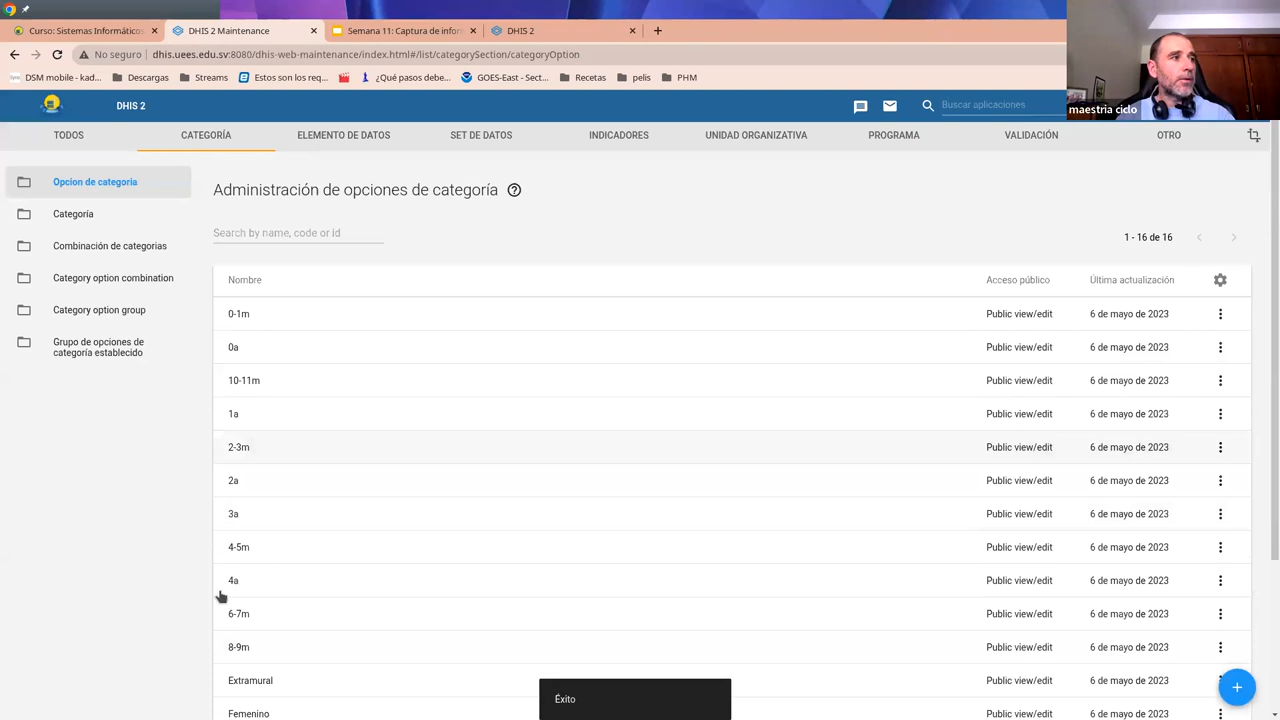 Curso: Sistemas Informáticos
DHIS 2 Maintenance
Semana 11: Captura de infor
DHIS 2
No seguro
dhis.uees.edu.sv:8080/dhis-web-maintenance/index.html#/list/categorySection/categoryOption
DSM mobile - kad...
Descargas
Streams
Estos son los req...
¿Qué pasos debe...
GOES-East - Sect...
Recetas
pelis
PHM
maestria ciclo
DHIS 2
Buscar aplicaciones
TODOS
CATEGORÍA
ELEMENTO DE DATOS
SET DE DATOS
INDICADORES
UNIDAD ORGANIZATIVA
PROGRAMA
VALIDACIÓN
OTRO
Opcion de categoria
Categoría
Combinación de categorias
Category option combination
Category option group
Grupo de opciones de
categoría establecido
Administración de opciones de categoría
Search by name, code or id
1 - 16 de 16
Nombre Acceso público Última actualización
0-1m Public view/edit 6 de mayo de 2023
0a Public view/edit 6 de mayo de 2023
10-11m Public view/edit 6 de mayo de 2023
1a Public view/edit 6 de mayo de 2023
2-3m Public view/edit 6 de mayo de 2023
2a Public view/edit 6 de mayo de 2023
3a Public view/edit 6 de mayo de 2023
4-5m Public view/edit 6 de mayo de 2023
4a Public view/edit 6 de mayo de 2023
6-7m Public view/edit 6 de mayo de 2023
8-9m Public view/edit 6 de mayo de 2023
Extramural Public view/edit 6 de mayo de 2023
Femenino Public view/edit 6 de mayo de 2023
Éxito